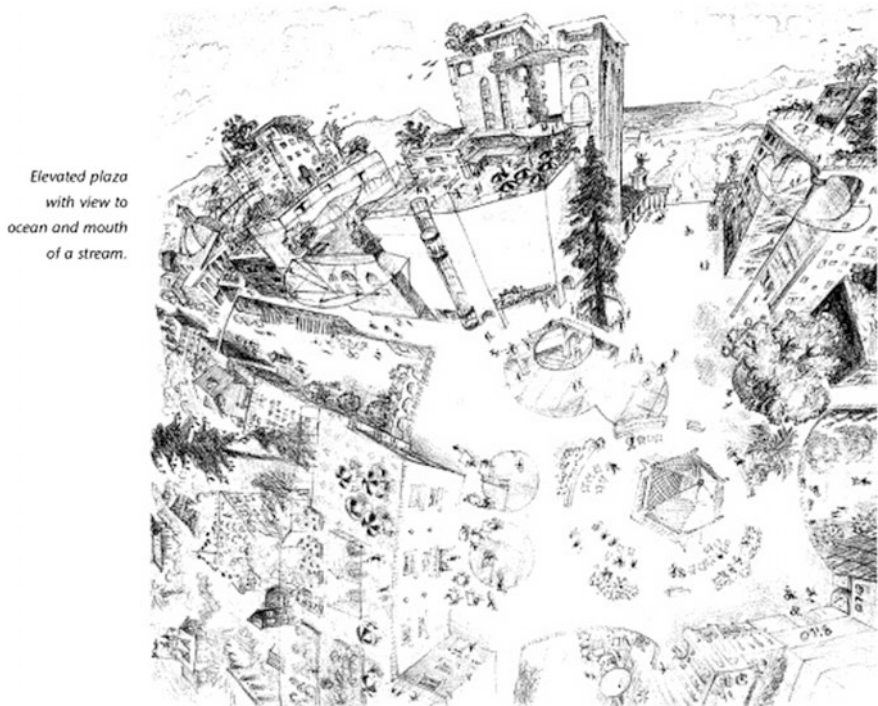 Elevated plaza
with view to
ocean and mouth
of a stream.